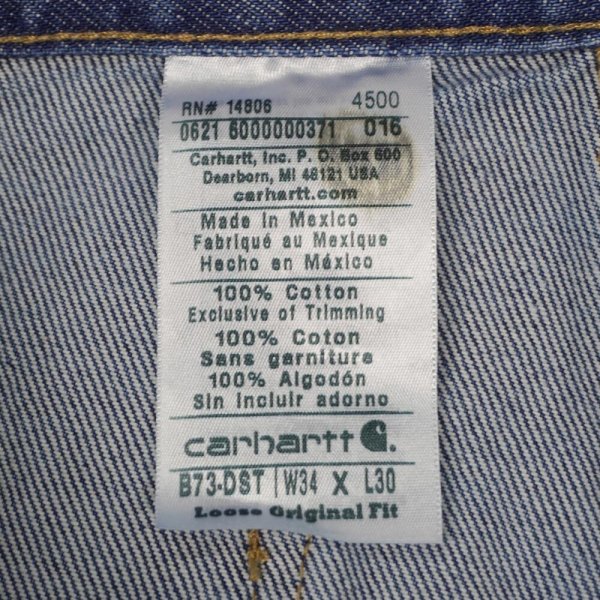 RN# 14806 4500
0621 6000000371 016
Carhartt, Inc. P. O. Box 600
Dearborn, MI 48121 USA
carhartt.com
Made in Mexico
Fabriqué au Mexique
Hecho en México
100% Cotton
Exclusive of Trimming
100% Coton
Sans garniture
100% Algodón
Sin incluir adorno
carhartt
B73-DST | W34 X L30
Loose Original Fit